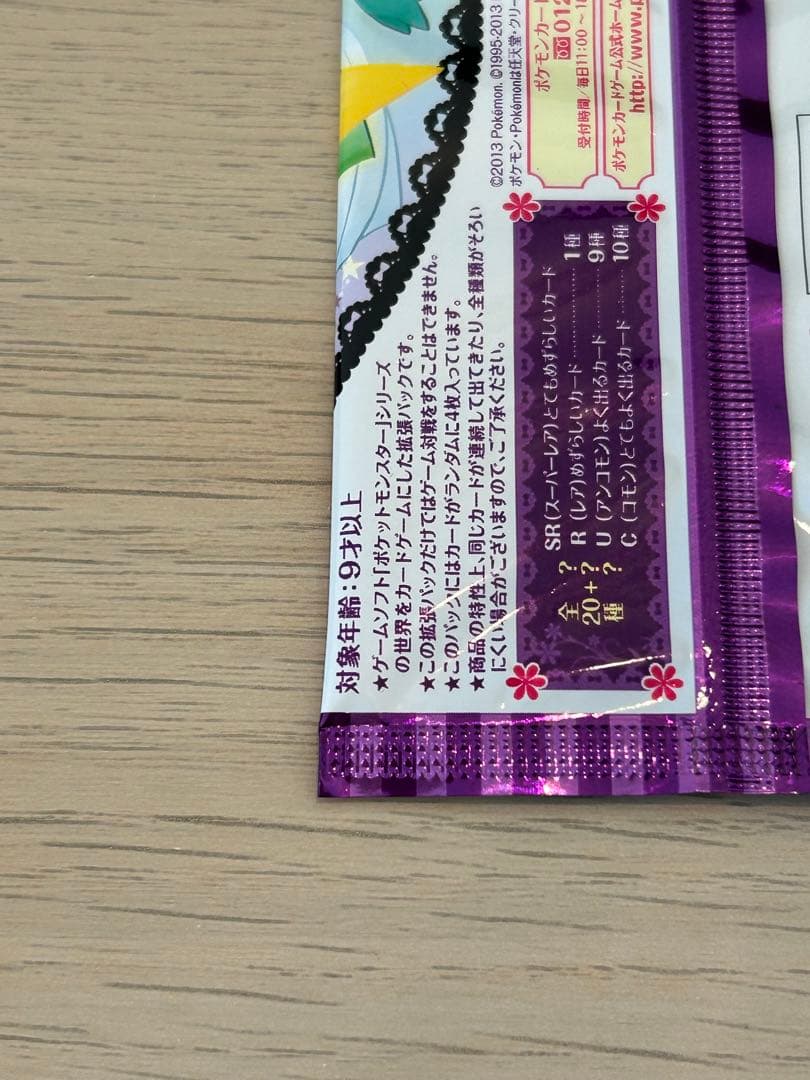 対象年齢:9才以上
★ゲームソフト「ポケットモンスター」シリーズ
の世界をカードゲームにした拡張パックです。
★この拡張パックだけではゲーム対戦をすることはできません。
★このパックにはカードがランダムに4枚入っています。
★商品の特性上、同じカードが連続して出てきたり、全種類がそろい
にくい場合がございますので、ご了承ください。
©2013 Pokémon. ©1995-2013
ポケモン・Pokémonは任天堂・クリー
ポケモンカード
012
受付時間/毎日11:00~18
ポケモンカードゲーム公式ホーム
http://www.p
全
20+?
種
?
?
SR(スーパーレア)とてもめずらしいカード
R(レア)めずらしいカード…………1種
U(アンコモン)よく出るカード…………9種
C(コモン)とてもよく出るカード…………10種